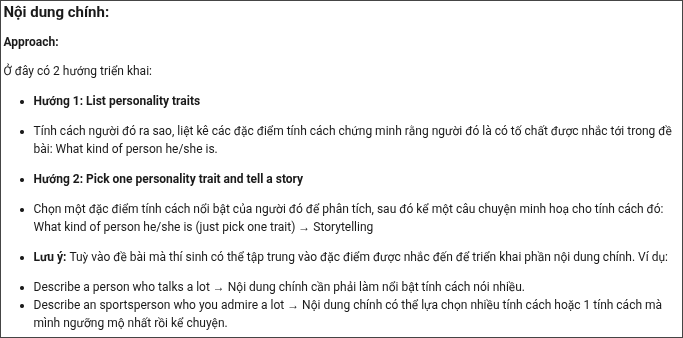 Nội dung chính:
Approach:
Ở đây có 2 hướng triển khai:
• Hướng 1: List personality traits
• Tính cách người đó ra sao, liệt kê các đặc điểm tính cách chứng minh rằng người đó là có tố chất được nhắc tới trong đề
bài: What kind of person he/she is.
• Hướng 2: Pick one personality trait and tell a story
• Chọn một đặc điểm tính cách nổi bật của người đó để phân tích, sau đó kể một câu chuyện minh hoạ cho tính cách đó:
What kind of person he/she is (just pick one trait) → Storytelling
• Lưu ý: Tuỳ vào đề bài mà thí sinh có thể tập trung vào đặc điểm được nhắc đến để triển khai phần nội dung chính. Ví dụ:
• Describe a person who talks a lot → Nội dung chính cần phải làm nổi bật tính cách nói nhiều.
• Describe an sportsperson who you admire a lot → Nội dung chính có thể lựa chọn nhiều tính cách hoặc 1 tính cách mà
mình ngưỡng mộ nhất rồi kể chuyện.